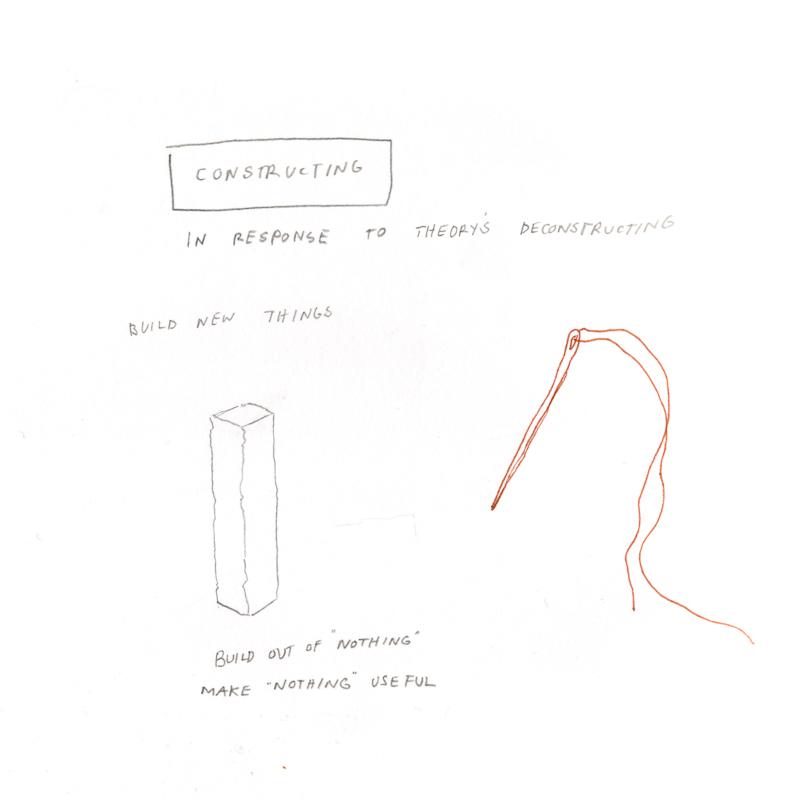 CONSTRUCTING
IN RESPONSE TO THEORY'S DECONSTRUCTING
BUILD NEW THINGS
BUILD OUT OF "NOTHING"
MAKE "NOTHING" USEFUL